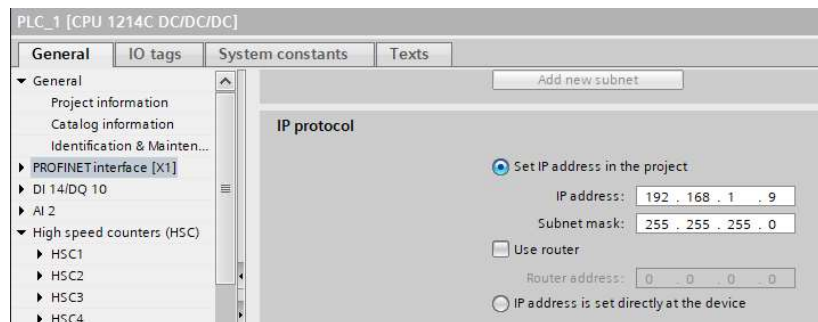 PLC_1 [CPU 1214C DC/DC/DC]
General IO tags System constants Texts
General
Project information
Catalog information
Identification & Mainten...
PROFINET interface [X1]
DI 14/DQ 10
AI 2
High speed counters (HSC)
HSC1
HSC2
HSC3
HSC4
Add new subnet
IP protocol
Set IP address in the project
IP address: 192 . 168 . 1 . 9
Subnet mask: 255 . 255 . 255 . 0
Use router
Router address: 0 . 0 . 0 . 0
IP address is set directly at the device